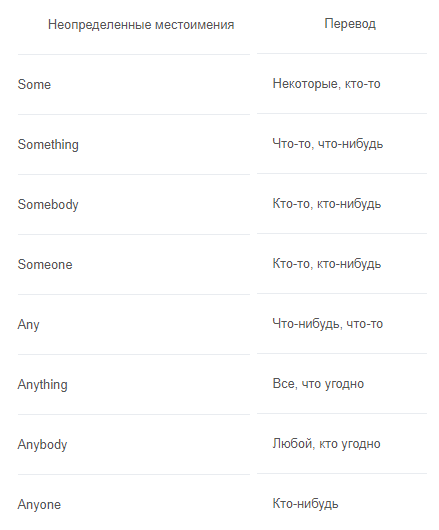 Неопределенные местоимения Перевод
Some Некоторые, кто-то
Something Что-то, что-нибудь
Somebody Кто-то, кто-нибудь
Someone Кто-то, кто-нибудь
Any Что-нибудь, что-то
Anything Все, что угодно
Anybody Любой, кто угодно
Anyone Кто-нибудь